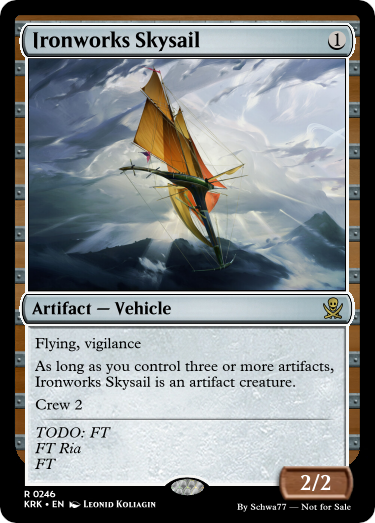 Ironworks Skysail
1
Artifact — Vehicle
Flying, vigilance
As long as you control three or more artifacts,
Ironworks Skysail is an artifact creature.
Crew 2
TODO: FT
FT Ria
FT
2/2
R 0246
KRK • EN Leonid Koliagin
By Schwa77 — Not for Sale